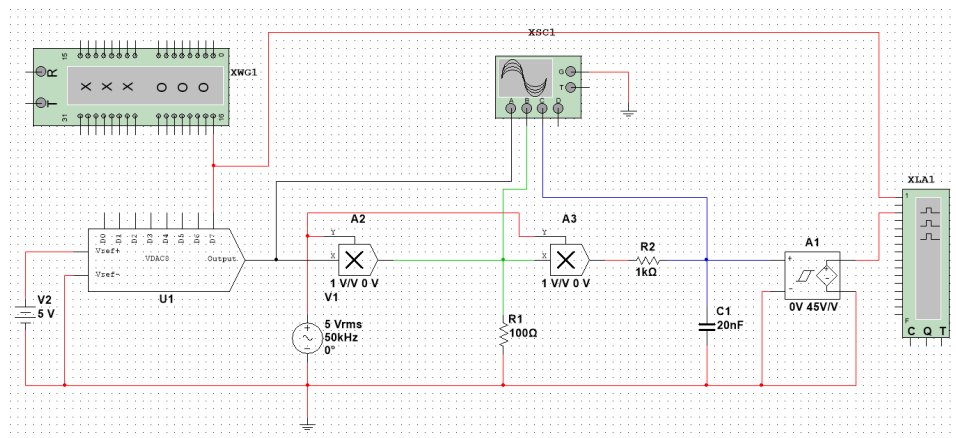 XSC1
XWG1
15
0
R
X X X O O O
T
31
16
G
T
A B C D
XLA1
1
F
C Q T
D0 D1 D2 D3 D4 D5 D6 D7
Vref+
VDAC8
Output
Vref-
U1
V2
5 V
A2
Y
X
1 V/V 0 V
V1
5 Vrms
50kHz
0°
A3
Y
X
1 V/V 0 V
R1
100Ω
R2
1kΩ
C1
20nF
A1
0V 45V/V